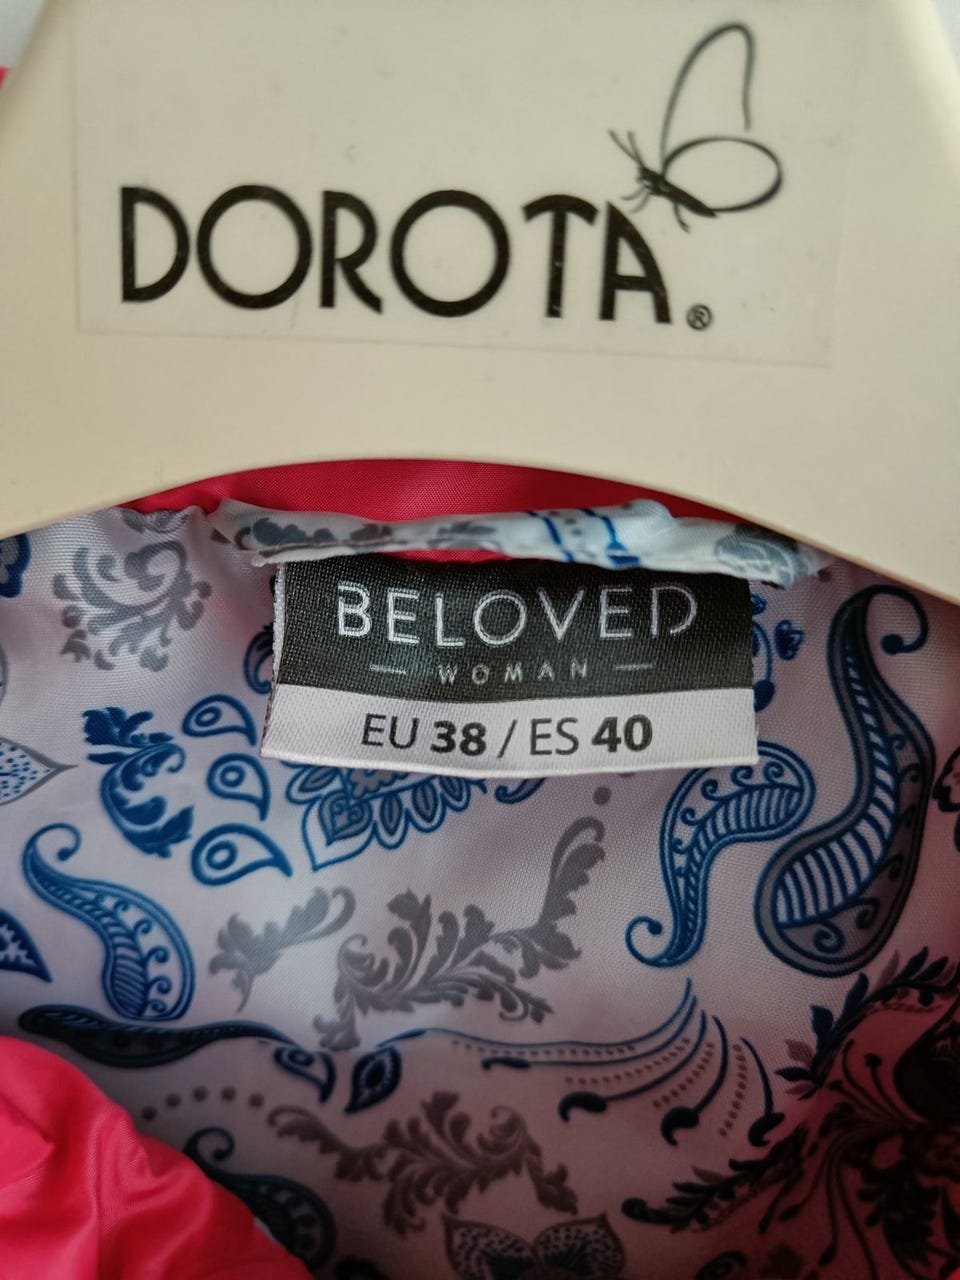 DOROTA®
BELOVED
WOMAN
EU 38 / ES 40